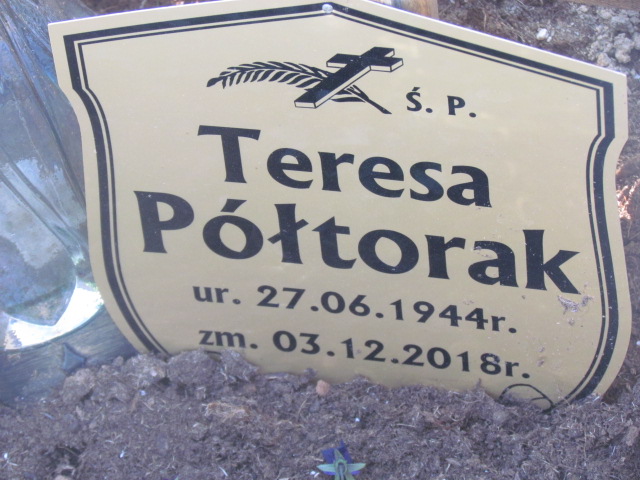 Ś. P.
Teresa
Półtorak
ur. 27.06.1944r.
zm. 03.12.2018r.